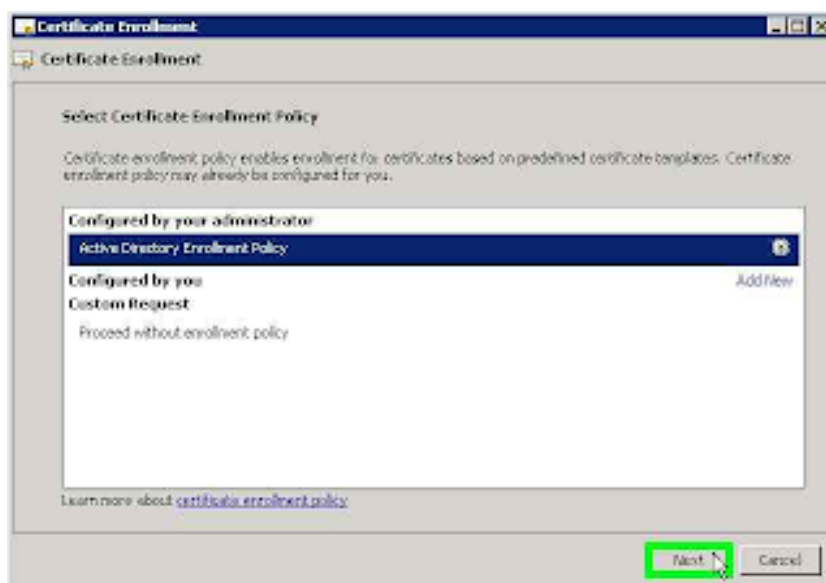 Certificate Enrollment
Certificate Enrollment
Select Certificate Enrollment Policy
Certificate enrollment policy enables enrollment for certificates based on predefined certificate templates. Certificate
enrollment policy may already be configured for you.
Configured by your administrator
Active Directory Enrollment Policy
Configured by you
Add New
Custom Request
Proceed without enrollment policy
Learn more about certificate enrollment policy
Next
Cancel